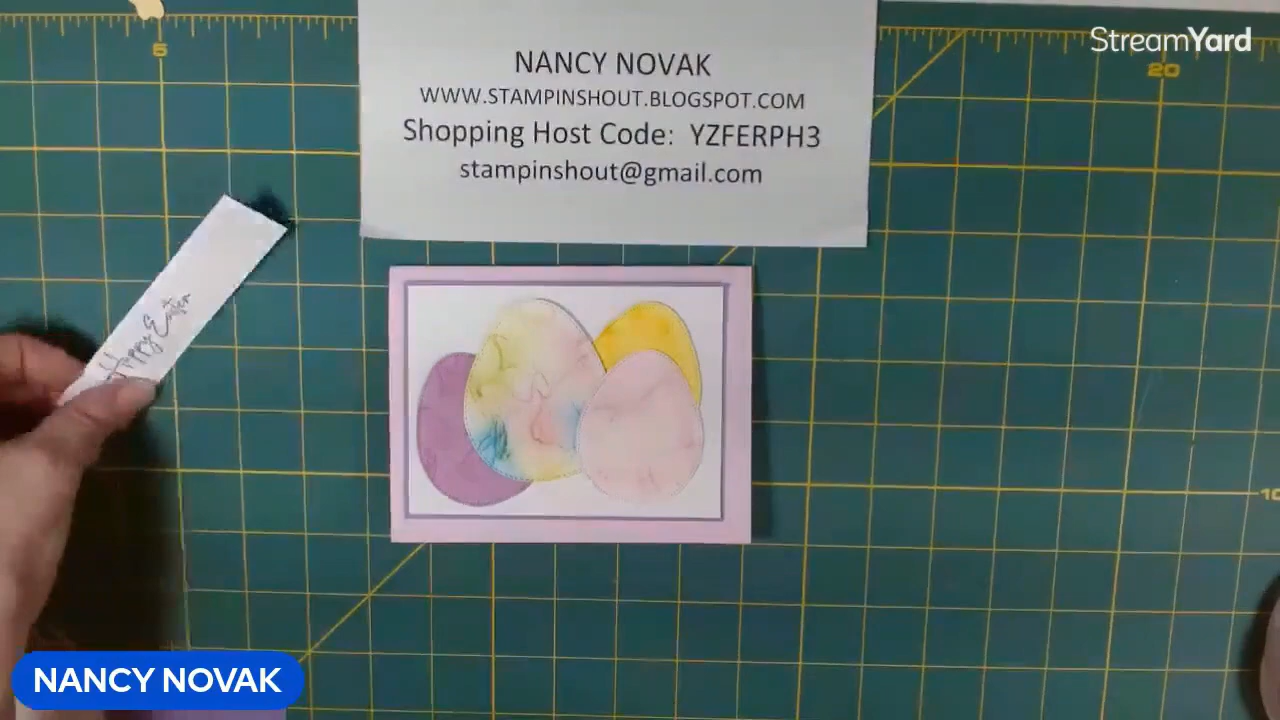 StreamYard
5
20
NANCY NOVAK
WWW.STAMPINSHOUT.BLOGSPOT.COM
Shopping Host Code: YZFERPH3
stampinshout@gmail.com
Happy Easter
10
NANCY NOVAK